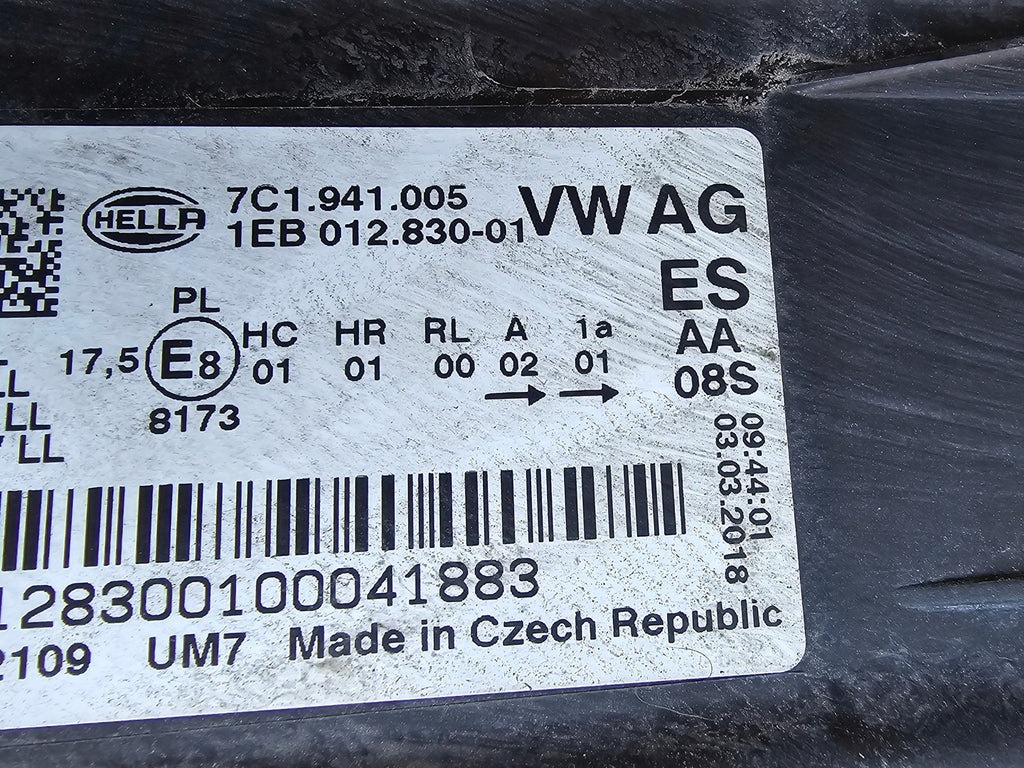 HELLA
7C1.941.005
1EB 012.830-01
VW AG
ES
AA
08S
PL
17,5 E8
8173
HC HR RL A 1a
01 01 00 02 01
→ →
LL
LL
LL
09:44:01
03.03.2018
128300100041883
2109 UM7 Made in Czech Republic